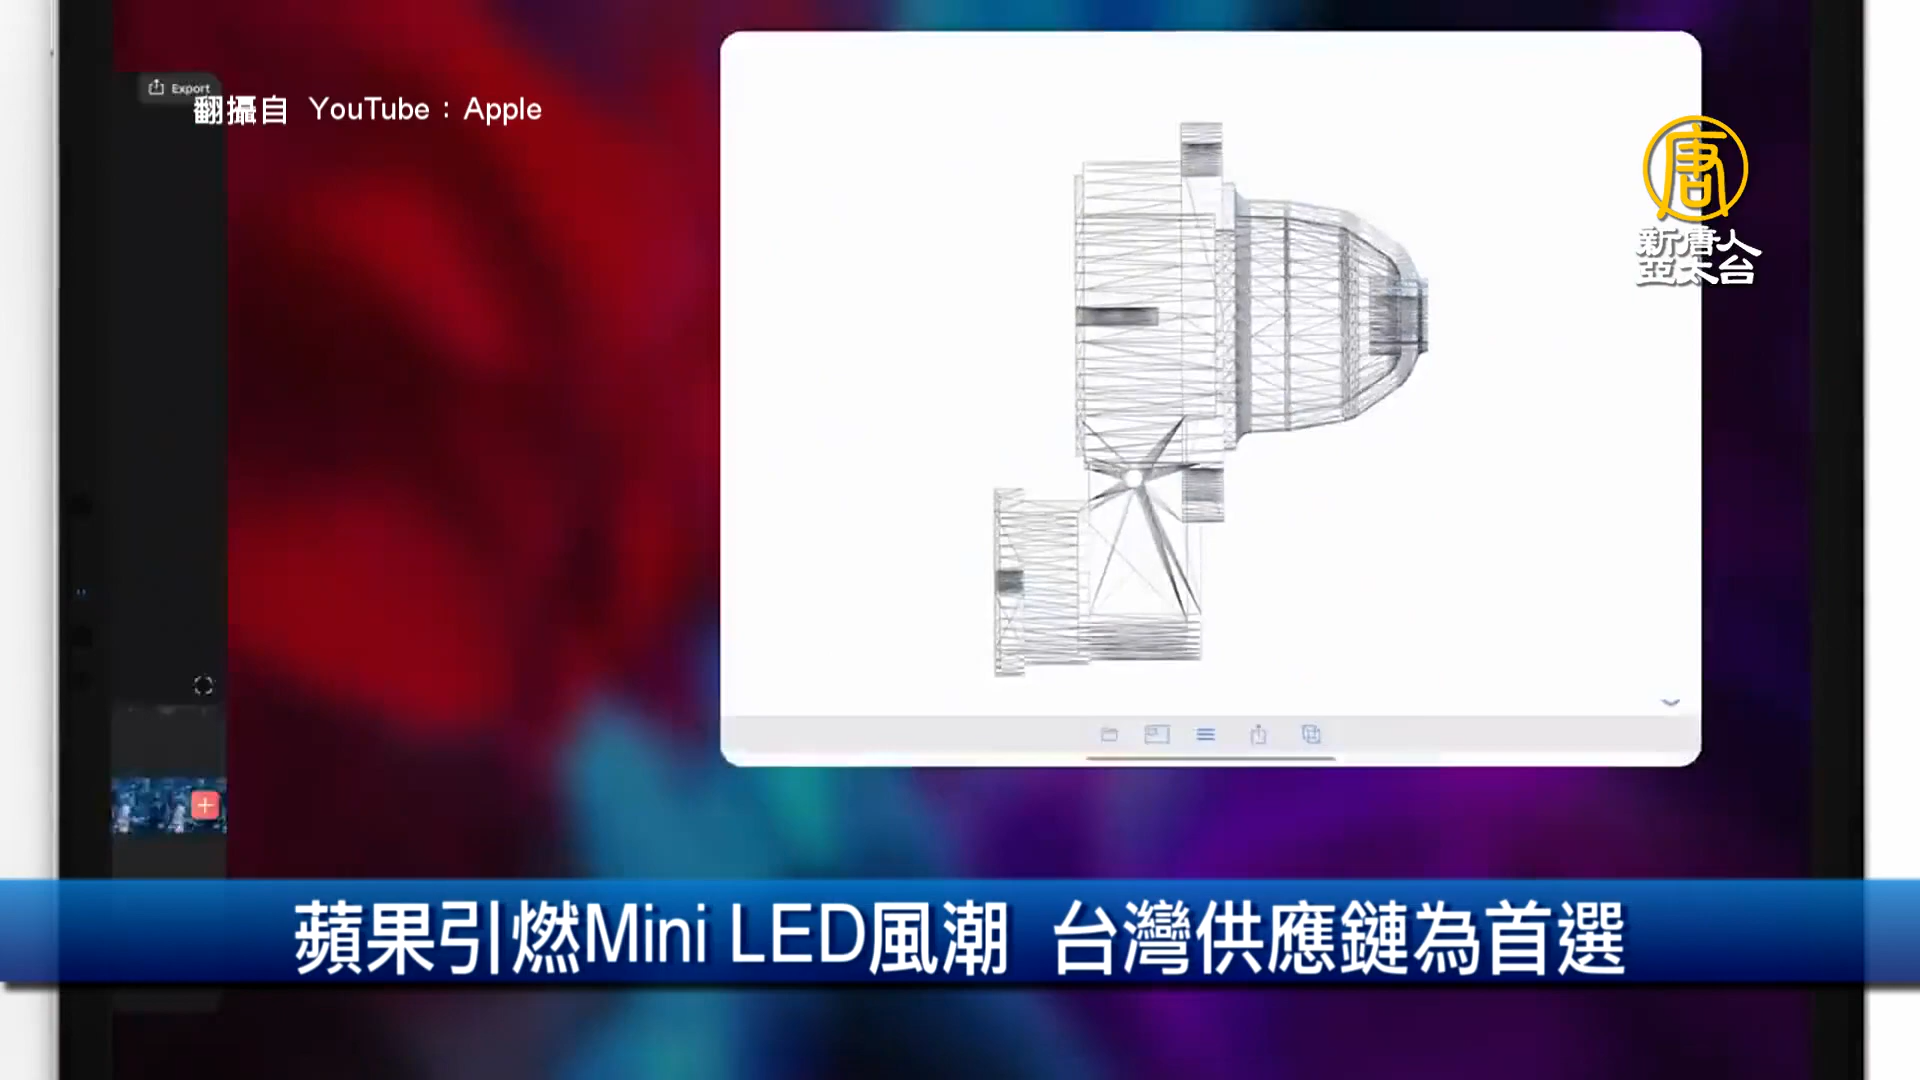 Export
翻攝自 YouTube：Apple
唐
新唐人
亞太台
蘋果引燃Mini LED風潮 台灣供應鏈為首選